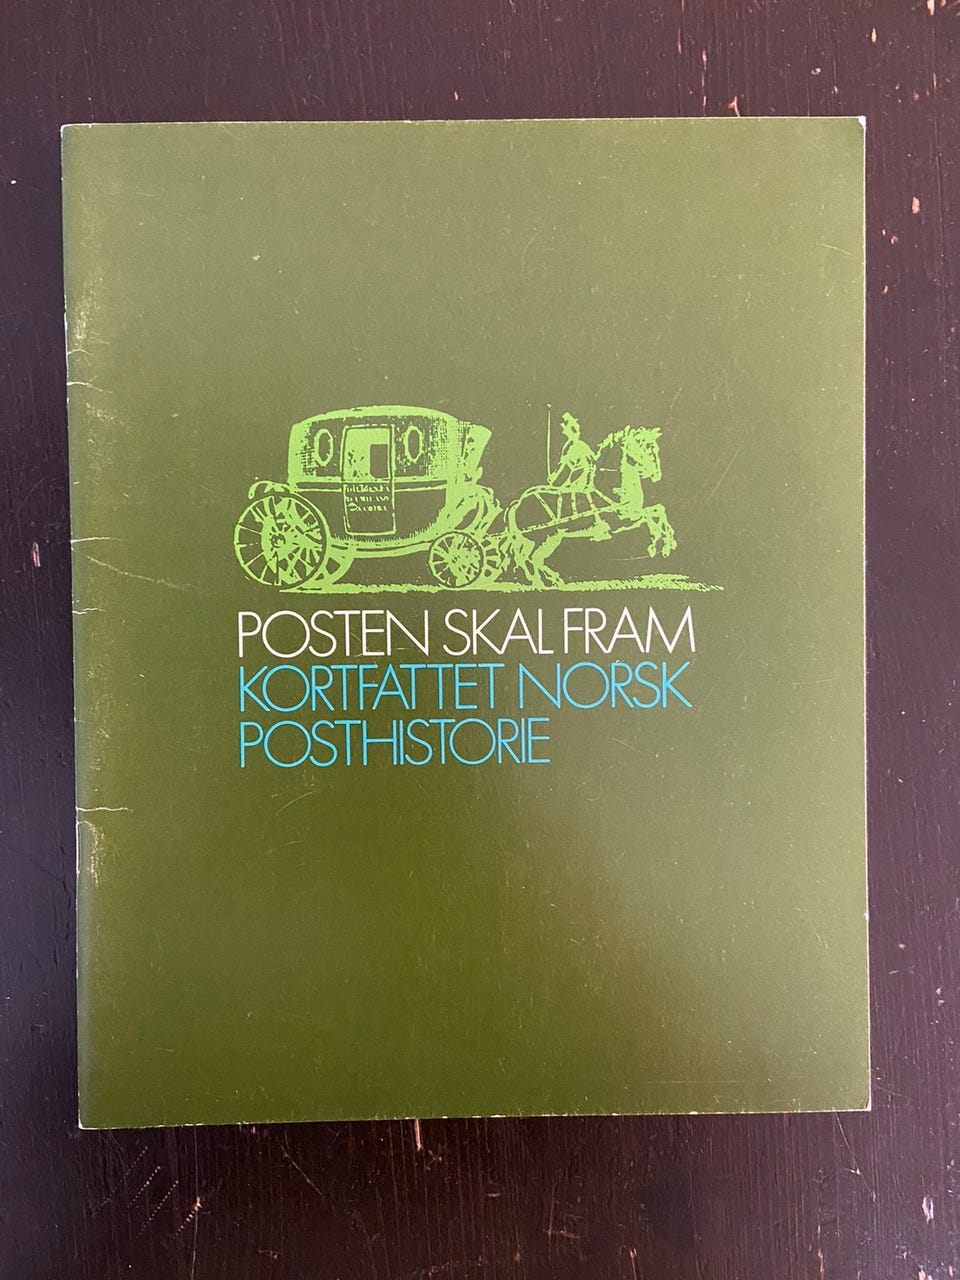 POSTEN SKAL FRAM
KORTFATTET NORSK
POSTHISTORIE